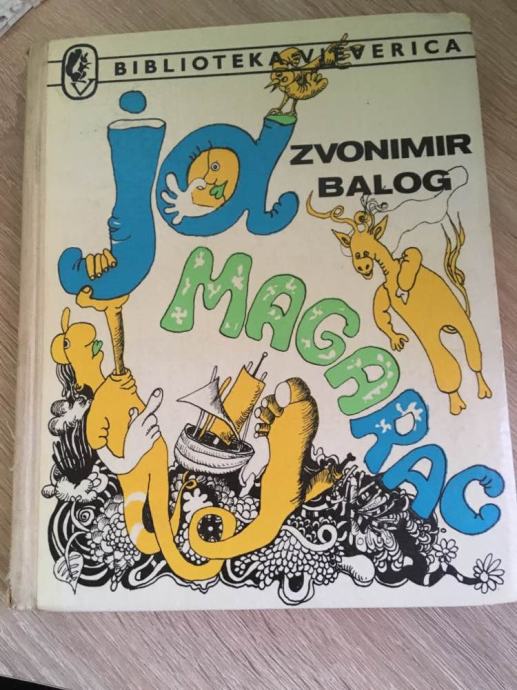 BIBLIOTEKA VJEVERICA
ja
ZVONIMIR
BALOG
MAGARAC